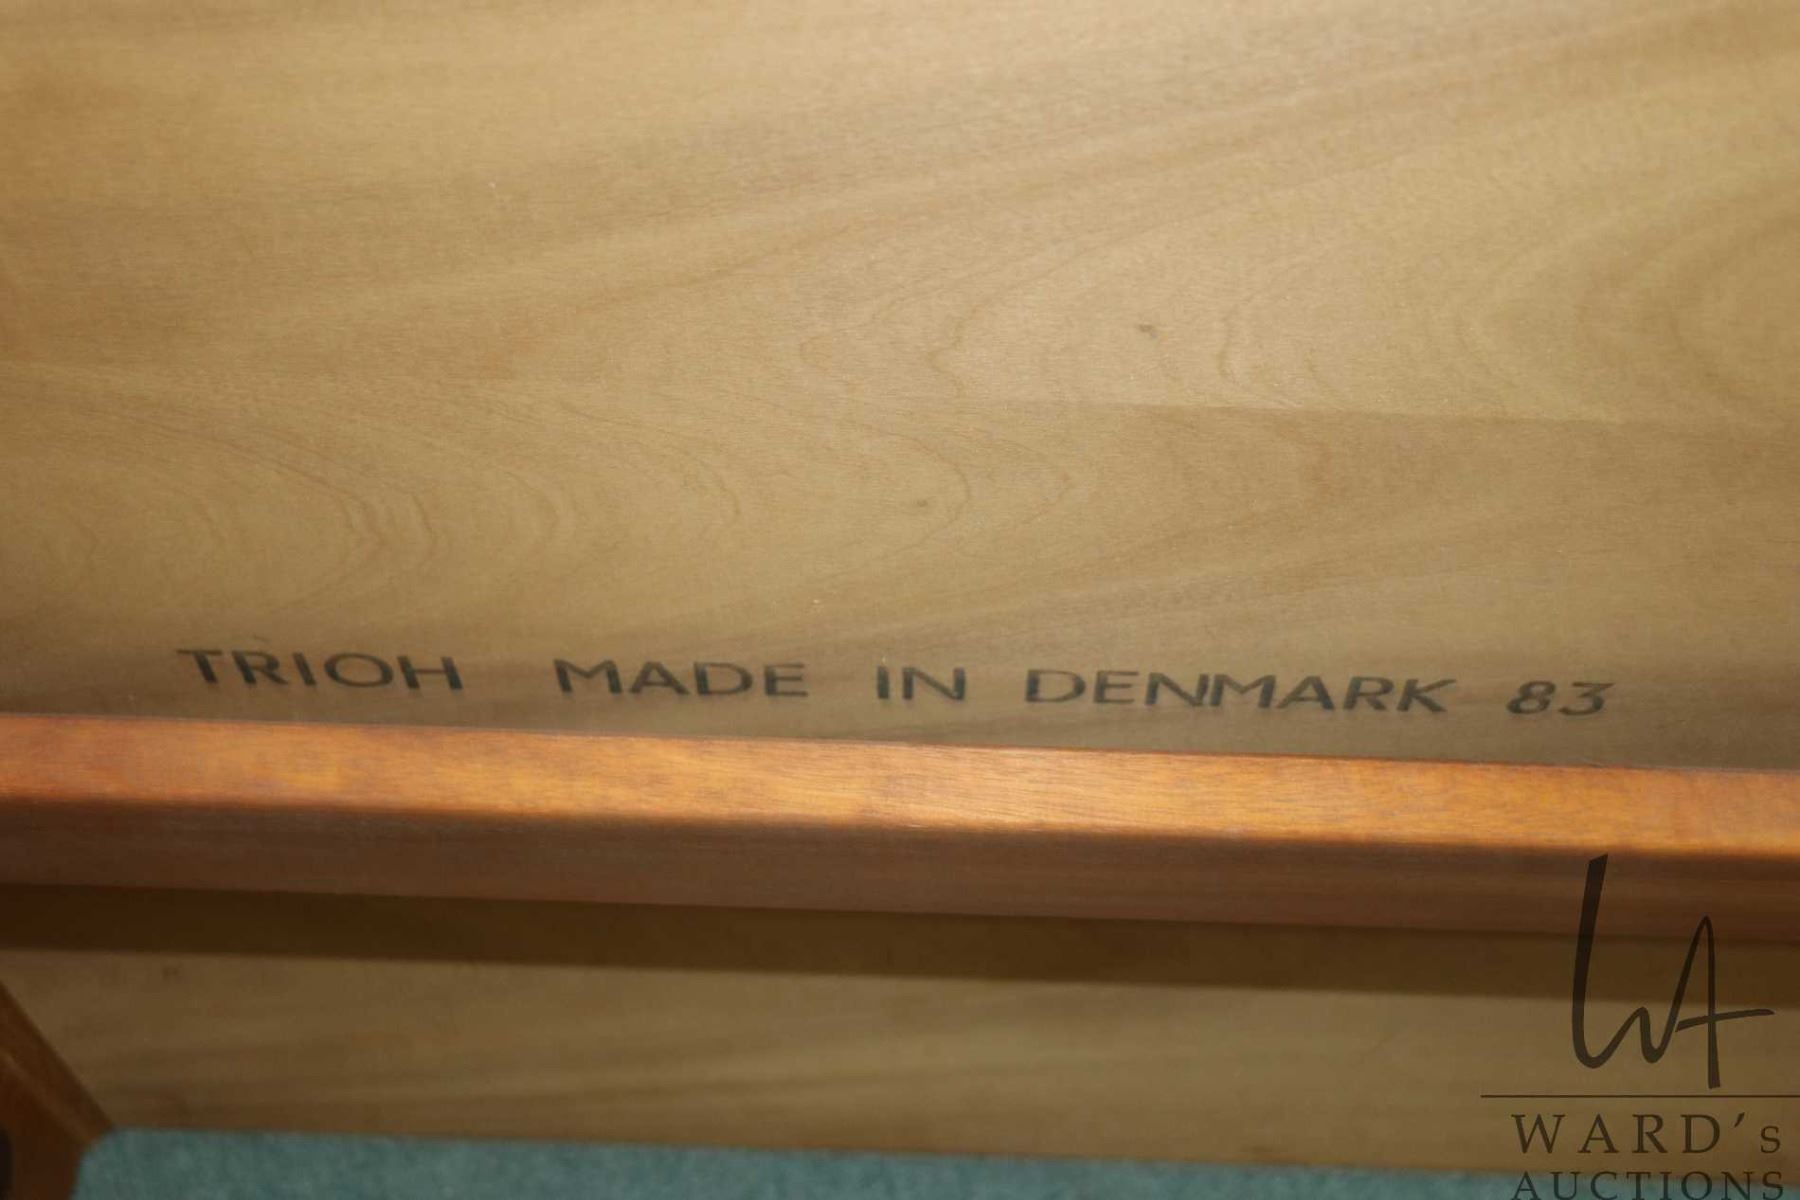 TRIOH MADE IN DENMARK 83
WARD's
AUCTIONS